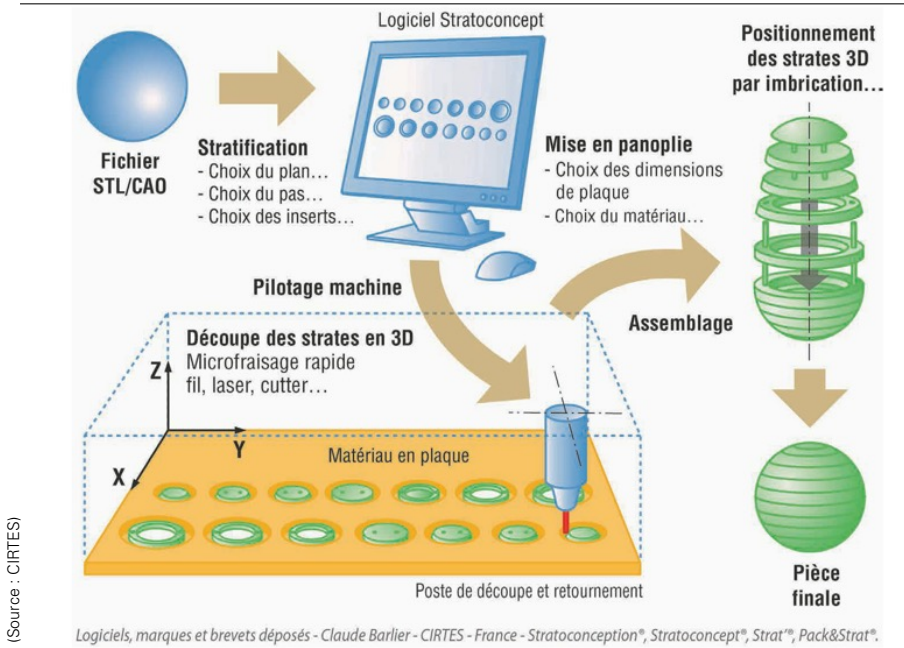 Logiciel Stratoconcept
Fichier
STL/CAO
Stratification
- Choix du plan…
- Choix du pas…
- Choix des inserts…
Mise en panoplie
- Choix des dimensions
de plaque
- Choix du matériau…
Positionnement
des strates 3D
par imbrication…
Pilotage machine
Assemblage
Découpe des strates en 3D
Microfraisage rapide
fil, laser, cutter…
Z
Y
X
Matériau en plaque
Poste de découpe et retournement
Pièce
finale
(Source : CIRTES)
Logiciels, marques et brevets déposés - Claude Barlier - CIRTES - France - Stratoconception®, Stratoconcept®, Strat’®, Pack&Strat®.